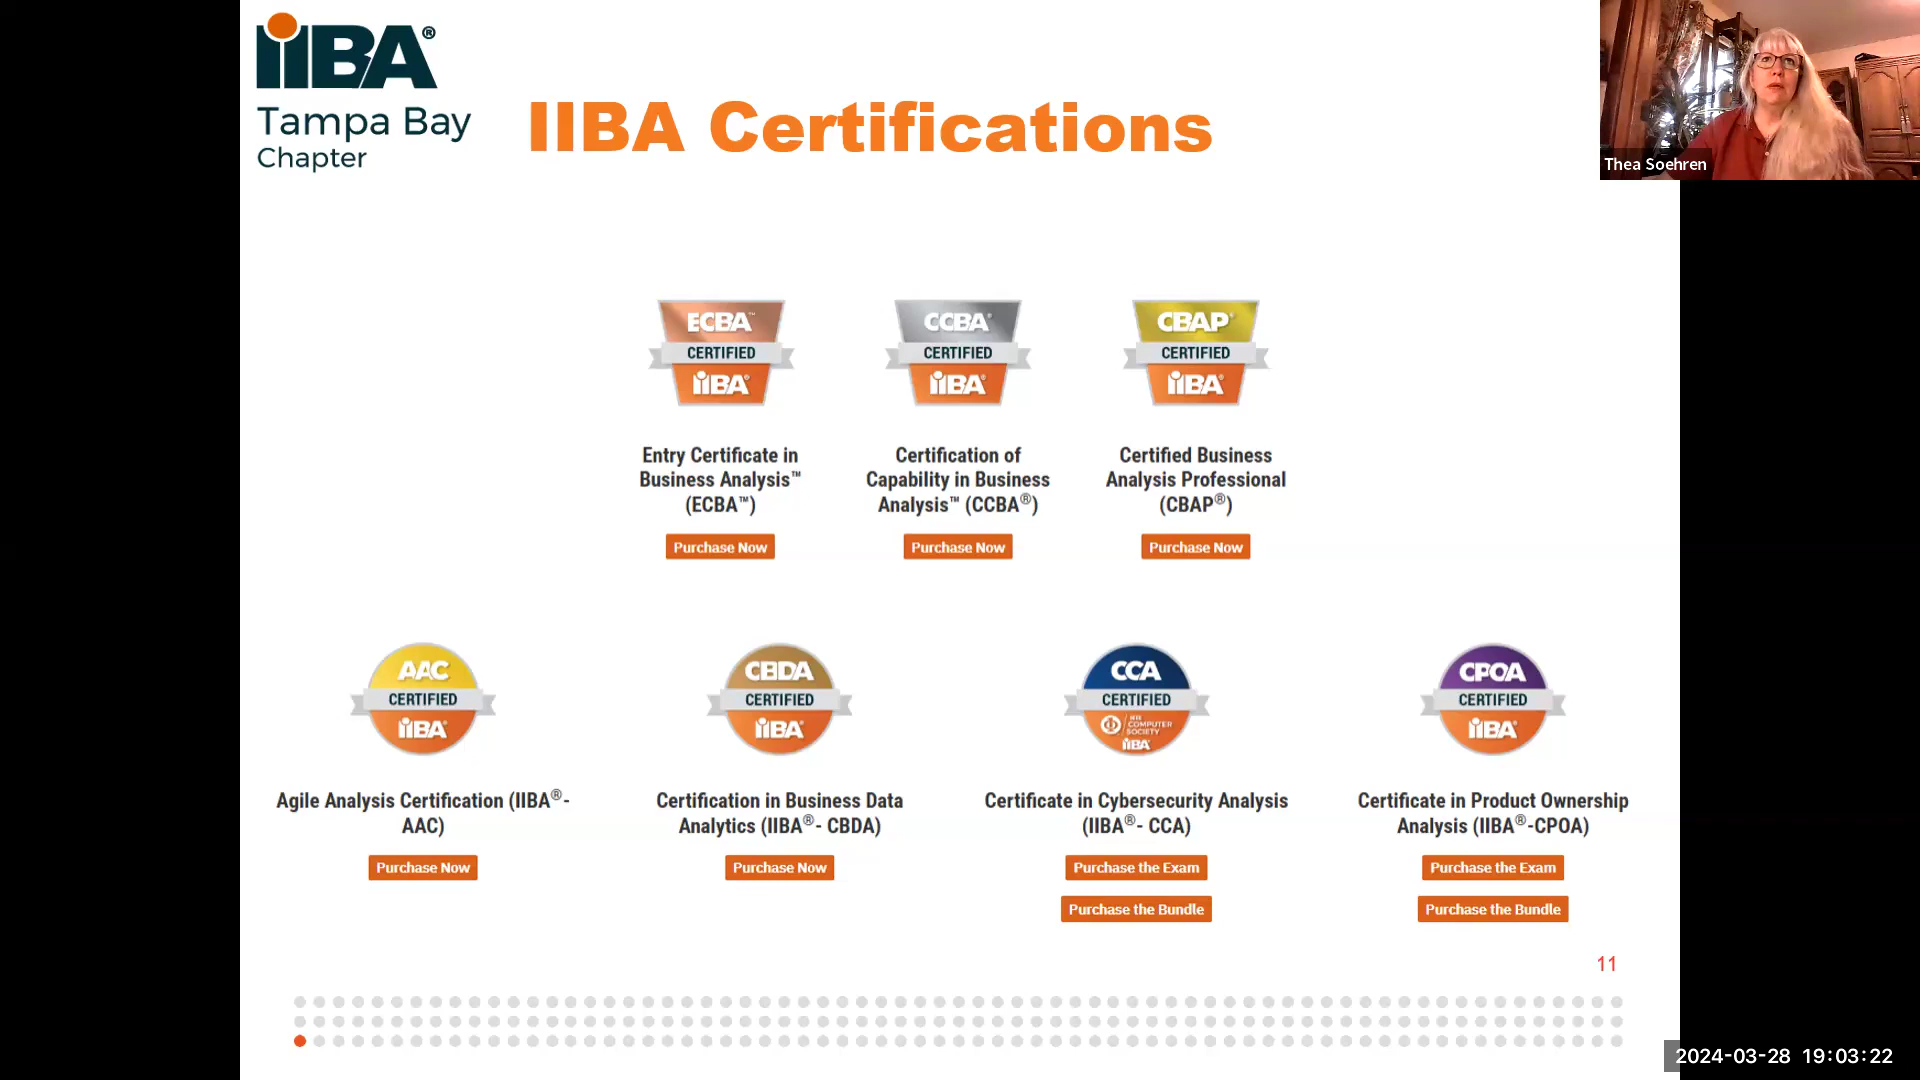 iiBA®
Tampa Bay
Chapter
IIBA Certifications
Thea Soehren
ECBA™
CERTIFIED
iiBA®
CCBA®
CERTIFIED
iiBA®
CBAP®
CERTIFIED
iiBA®
Entry Certificate in
Business Analysis™
(ECBA™)
Purchase Now
Certification of
Capability in Business
Analysis™ (CCBA®)
Purchase Now
Certified Business
Analysis Professional
(CBAP®)
Purchase Now
AAC
CERTIFIED
iiBA®
CBDA
CERTIFIED
iiBA®
CCA
CERTIFIED
IEEE
COMPUTER
SOCIETY
iiBA®
CPOA
CERTIFIED
iiBA®
Agile Analysis Certification (IIBA®-
AAC)
Purchase Now
Certification in Business Data
Analytics (IIBA®- CBDA)
Purchase Now
Certificate in Cybersecurity Analysis
(IIBA®- CCA)
Purchase the Exam
Purchase the Bundle
Certificate in Product Ownership
Analysis (IIBA®-CPOA)
Purchase the Exam
Purchase the Bundle
11
2024-03-28 19:03:22